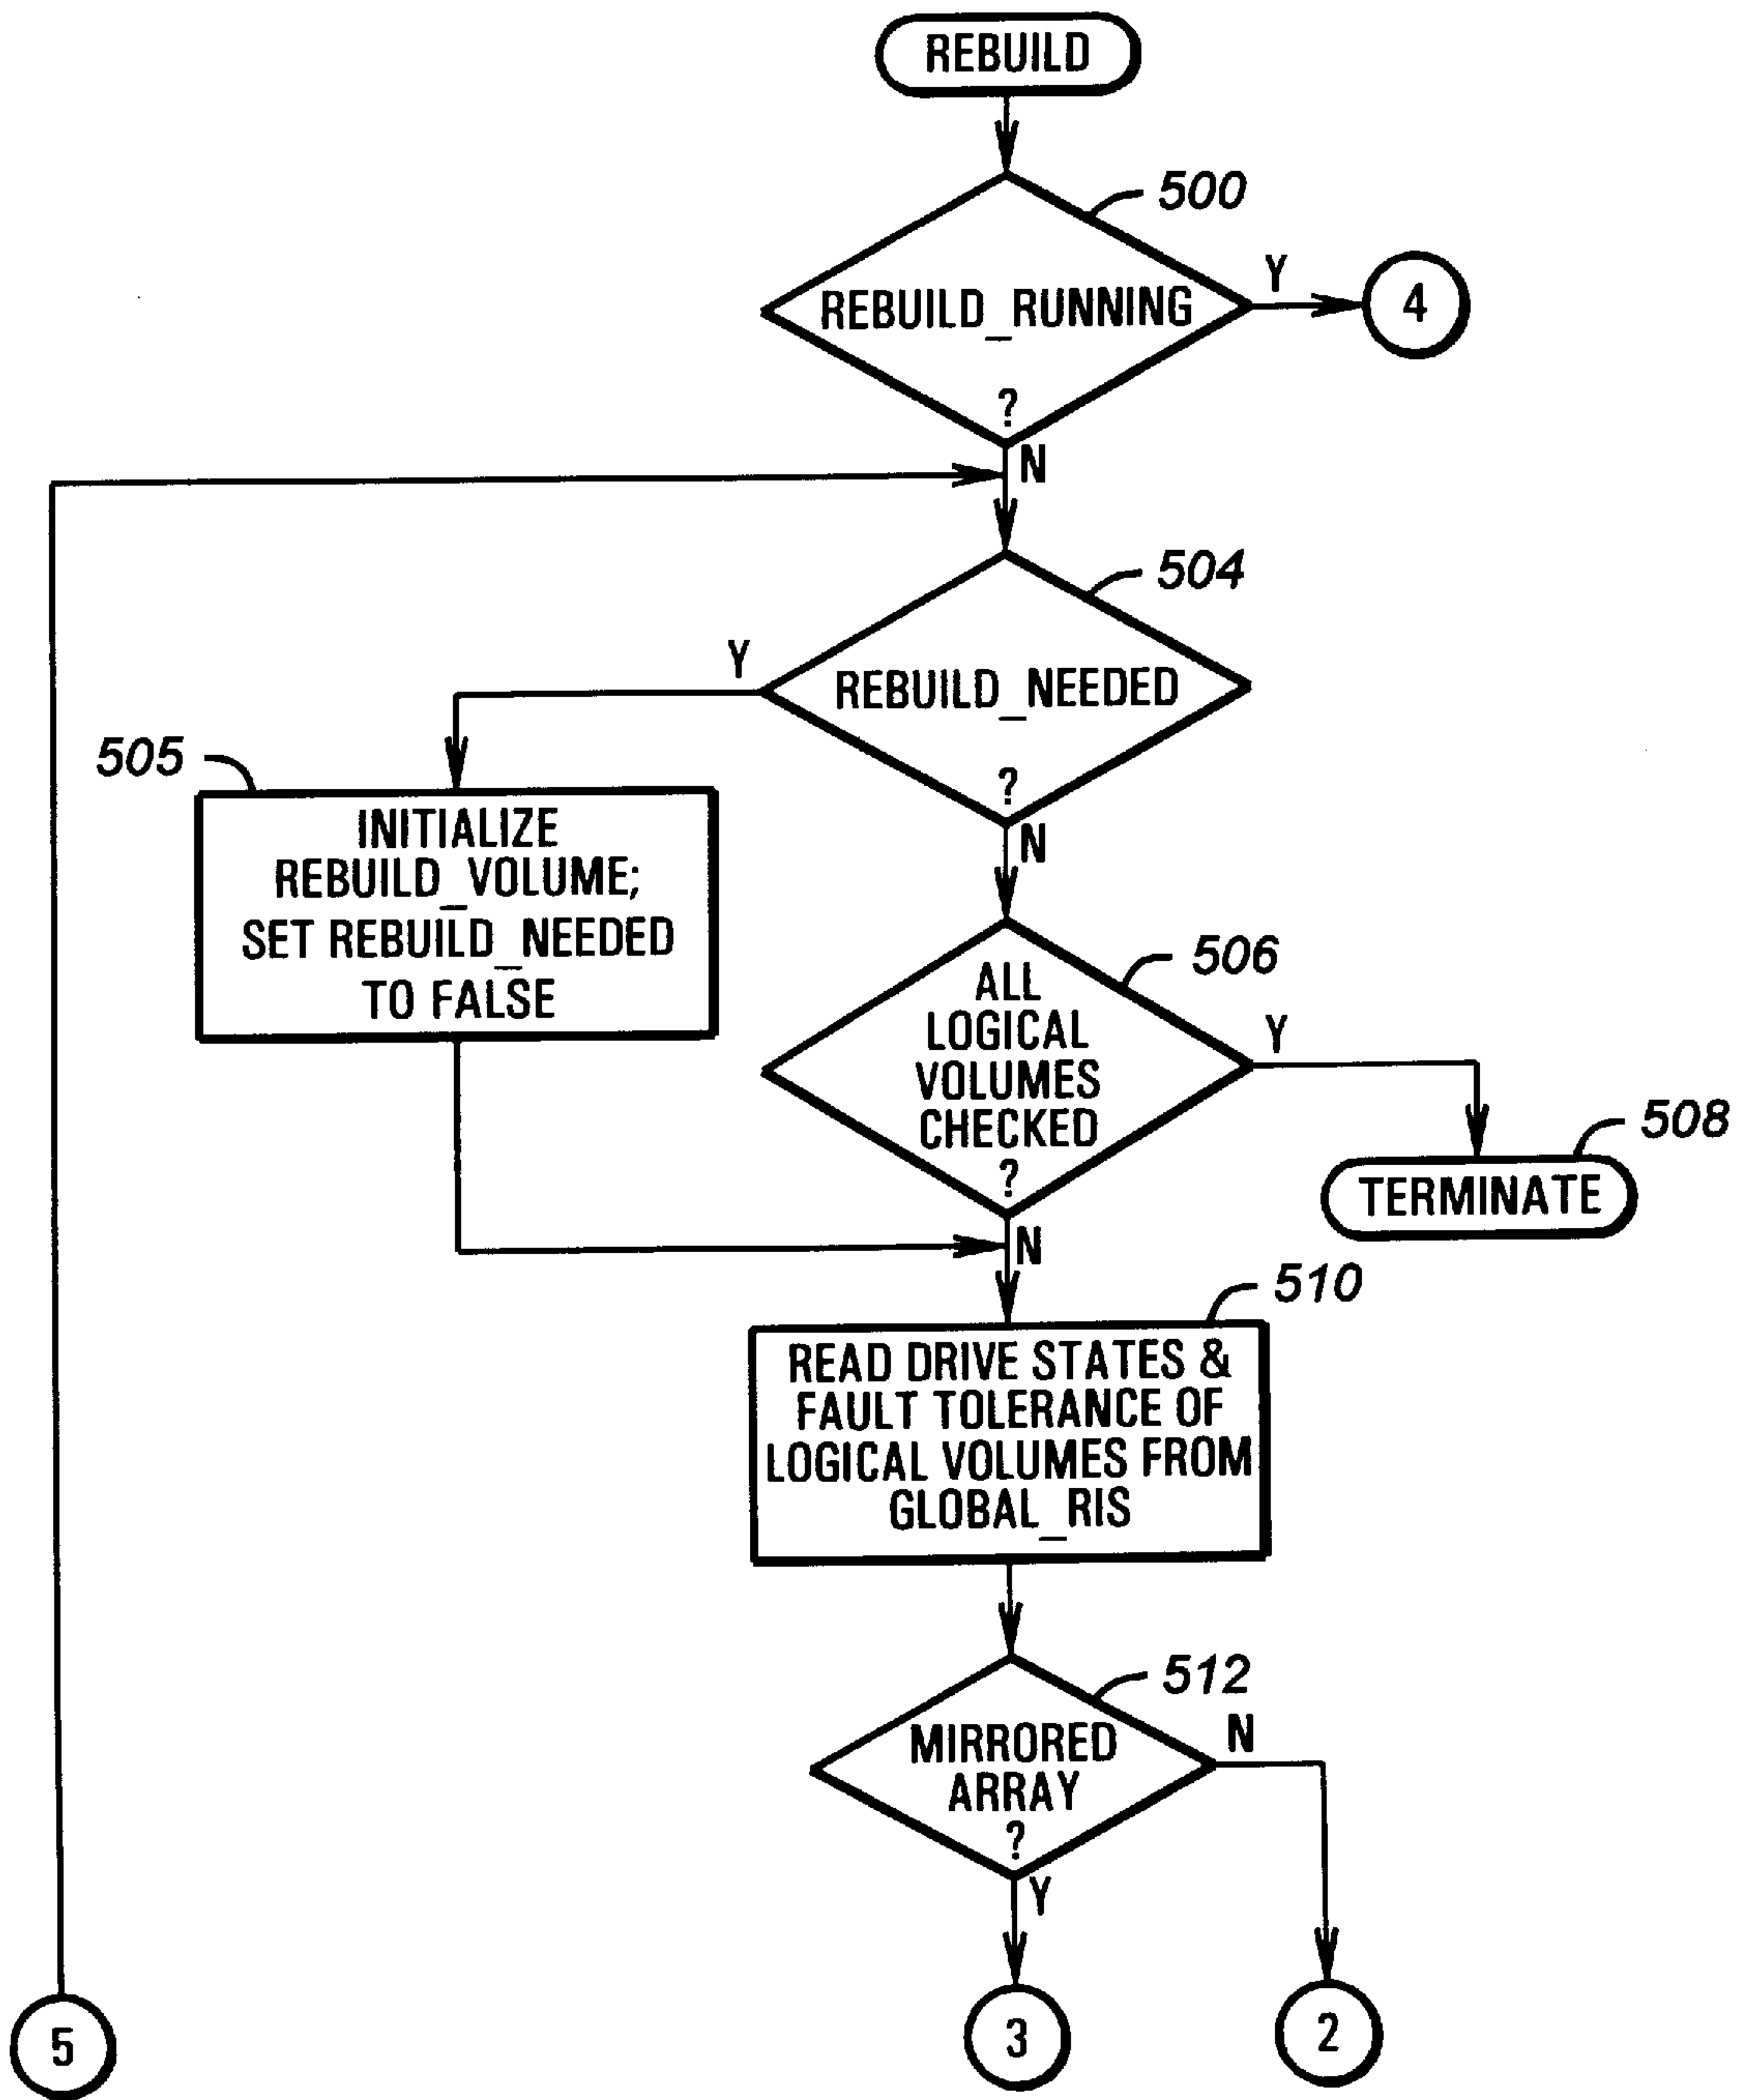 REBUILD
500
REBUILD_RUNNING
?
Y
4
N
504
REBUILD_NEEDED
?
Y
N
505
INITIALIZE
REBUILD_VOLUME;
SET REBUILD_NEEDED
TO FALSE
506
ALL
LOGICAL
VOLUMES
CHECKED
?
Y
508
TERMINATE
N
510
READ DRIVE STATES &
FAULT TOLERANCE OF
LOGICAL VOLUMES FROM
GLOBAL_RIS
512
MIRRORED
ARRAY
?
N
Y
5
3
2